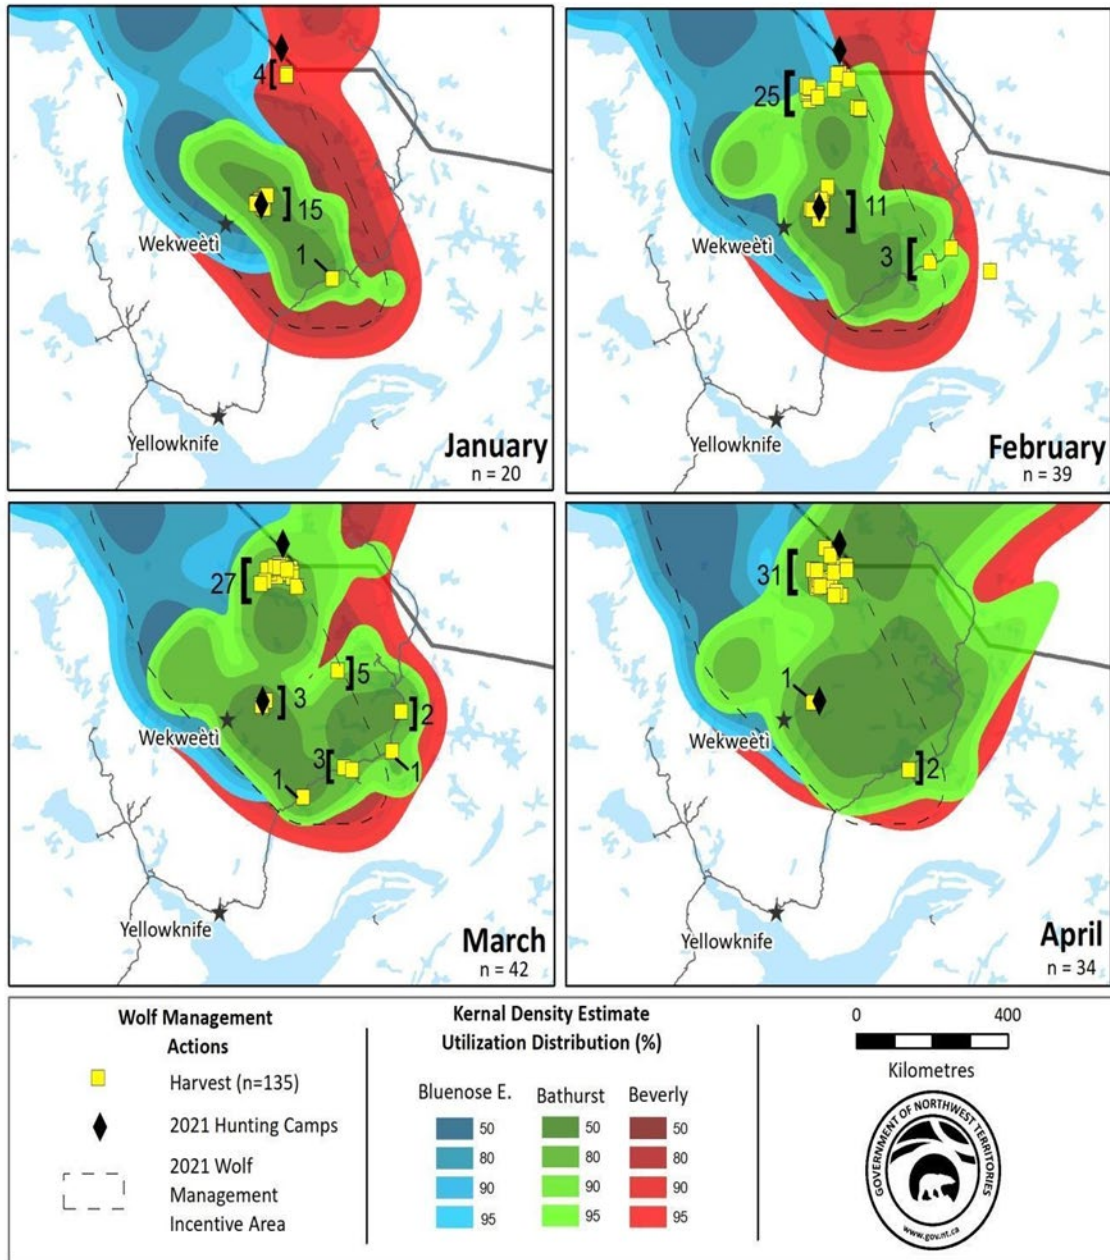 4
15
Wekweètì
1
Yellowknife
January
n = 20
25
11
Wekweètì
3
Yellowknife
February
n = 39
27
5
3
2
Wekweètì
3
1
1
Yellowknife
March
n = 42
31
1
Wekweètì
2
Yellowknife
April
n = 34
Wolf Management
Actions
Harvest (n=135)
2021 Hunting Camps
2021 Wolf
Management
Incentive Area
Kernal Density Estimate
Utilization Distribution (%)
Bluenose E. Bathurst Beverly
50 50 50
80 80 80
90 90 90
95 95 95
0 400
Kilometres
GOVERNMENT OF NORTHWEST TERRITORIES
www.gov.nt.ca